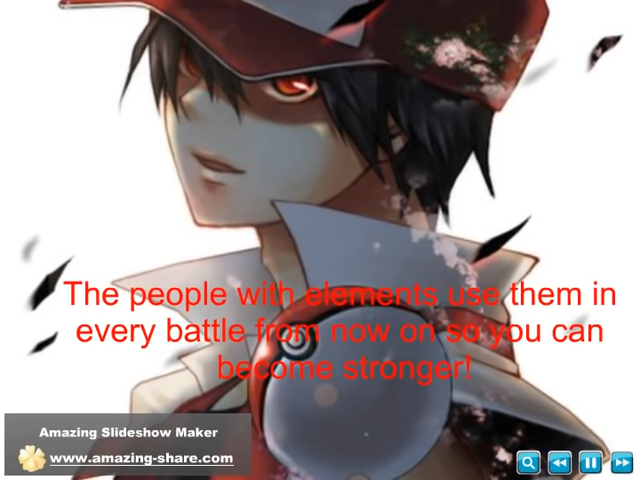 The people with elements use them in
every battle from now on so you can
become stronger!
Amazing Slideshow Maker
www.amazing-share.com